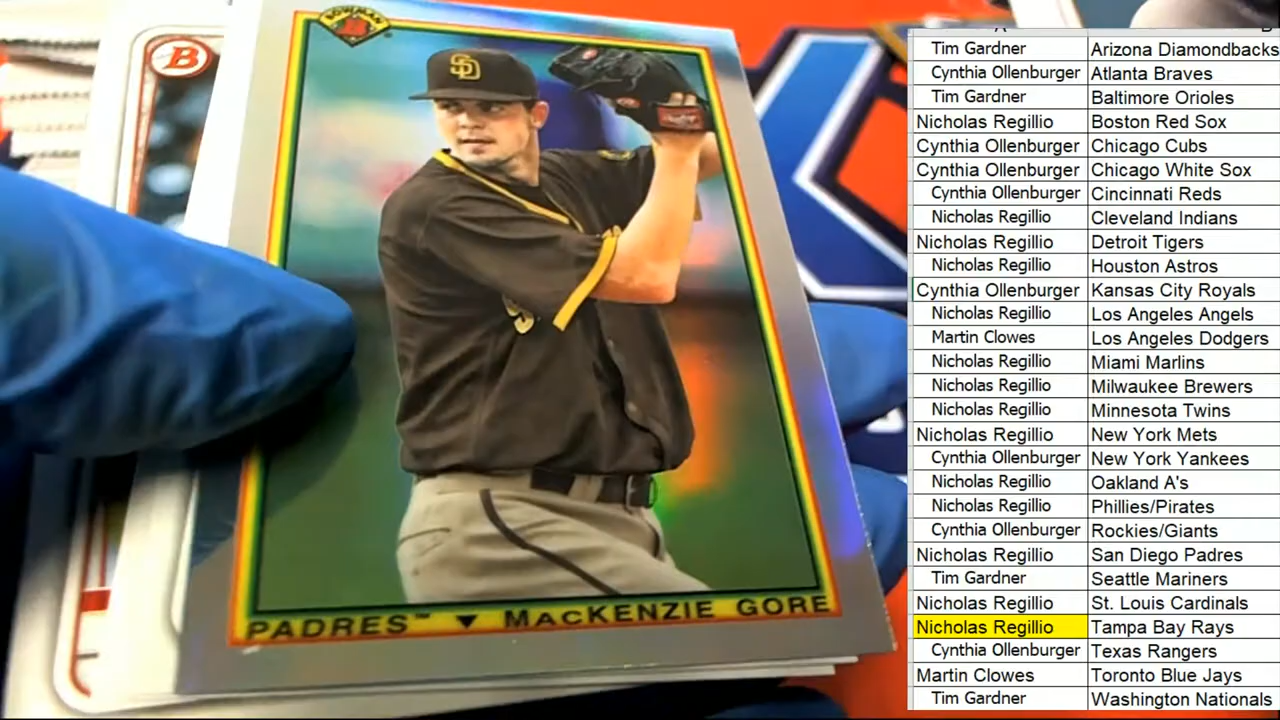 BOWMAN
B
SD
PADRES™ ▼ MACKENZIE GORE
Tim Gardner Arizona Diamondbacks
Cynthia Ollenburger Atlanta Braves
Tim Gardner Baltimore Orioles
Nicholas Regillio Boston Red Sox
Cynthia Ollenburger Chicago Cubs
Cynthia Ollenburger Chicago White Sox
Cynthia Ollenburger Cincinnati Reds
Nicholas Regillio Cleveland Indians
Nicholas Regillio Detroit Tigers
Nicholas Regillio Houston Astros
Cynthia Ollenburger Kansas City Royals
Nicholas Regillio Los Angeles Angels
Martin Clowes Los Angeles Dodgers
Nicholas Regillio Miami Marlins
Nicholas Regillio Milwaukee Brewers
Nicholas Regillio Minnesota Twins
Nicholas Regillio New York Mets
Cynthia Ollenburger New York Yankees
Nicholas Regillio Oakland A's
Nicholas Regillio Phillies/Pirates
Cynthia Ollenburger Rockies/Giants
Nicholas Regillio San Diego Padres
Tim Gardner Seattle Mariners
Nicholas Regillio St. Louis Cardinals
Nicholas Regillio Tampa Bay Rays
Cynthia Ollenburger Texas Rangers
Martin Clowes Toronto Blue Jays
Tim Gardner Washington Nationals